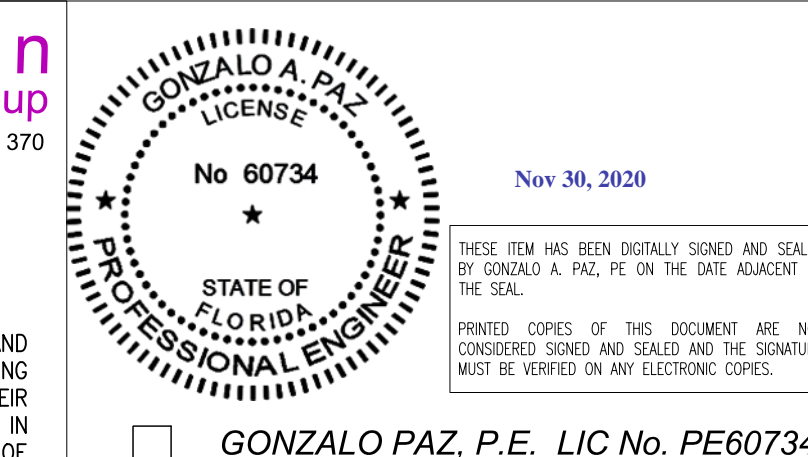 n
up
370
GONZALO A. PAZ
LICENSE
No 60734
STATE OF
FLORIDA
PROFESSIONAL ENGINEER
Nov 30, 2020
THESE ITEM HAS BEEN DIGITALLY SIGNED AND SEAL
BY GONZALO A. PAZ, PE ON THE DATE ADJACENT
THE SEAL.
PRINTED COPIES OF THIS DOCUMENT ARE NO
CONSIDERED SIGNED AND SEALED AND THE SIGNATU
MUST BE VERIFIED ON ANY ELECTRONIC COPIES.
AND
ING
EIR
IN
OF
GONZALO PAZ, P.E. LIC No. PE60734